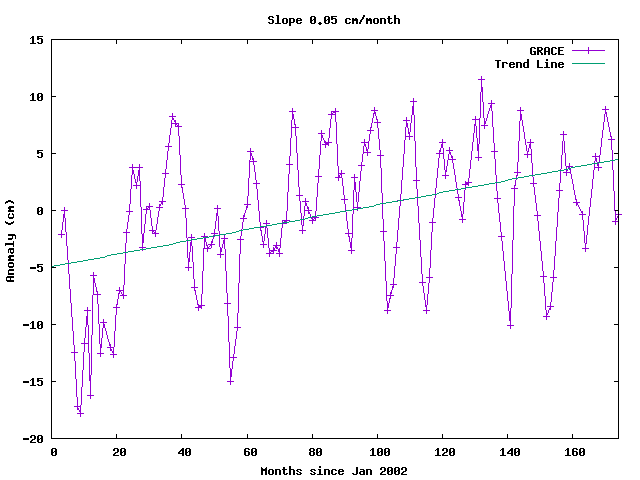 Slope 0.05 cm/month
GRACE
Trend Line
15
10
5
0
-5
-10
-15
-20
Anomaly (cm)
0 20 40 60 80 100 120 140 160
Months since Jan 2002